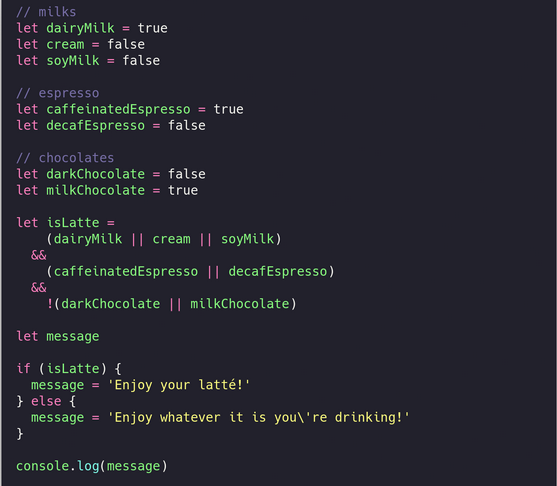 // milks
let dairyMilk = true
let cream = false
let soyMilk = false

// espresso
let caffeinatedEspresso = true
let decafEspresso = false

// chocolates
let darkChocolate = false
let milkChocolate = true

let isLatte =
    (dairyMilk || cream || soyMilk)
  &&
    (caffeinatedEspresso || decafEspresso)
  &&
    !(darkChocolate || milkChocolate)

let message

if (isLatte) {
  message = 'Enjoy your latté!'
} else {
  message = 'Enjoy whatever it is you\'re drinking!'
}

console.log(message)